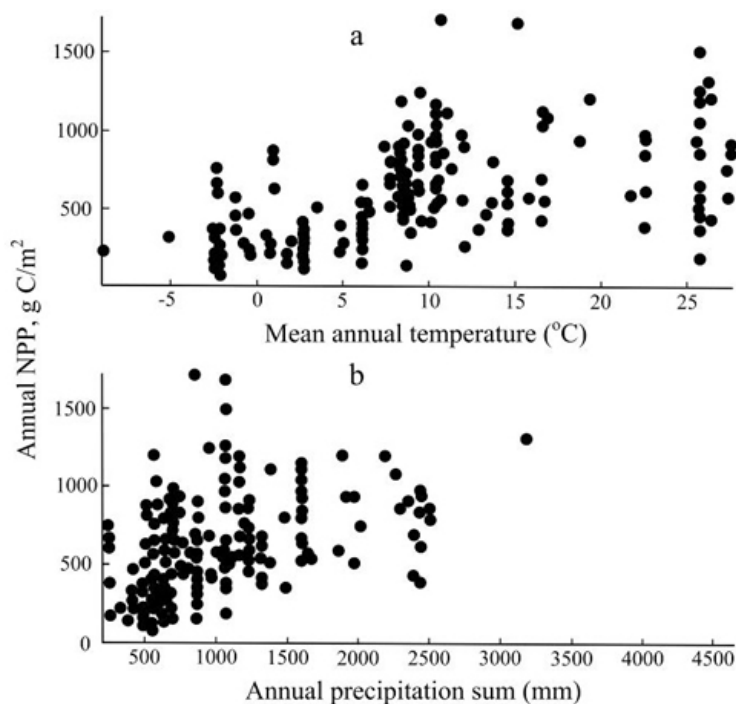 a
1500
1000
500
0
-5 0 5 10 15 20 25
Mean annual temperature (°C)
Annual NPP, g C/m²
b
1500
1000
500
0
500 1000 1500 2000 2500 3000 3500 4000 4500
Annual precipitation sum (mm)